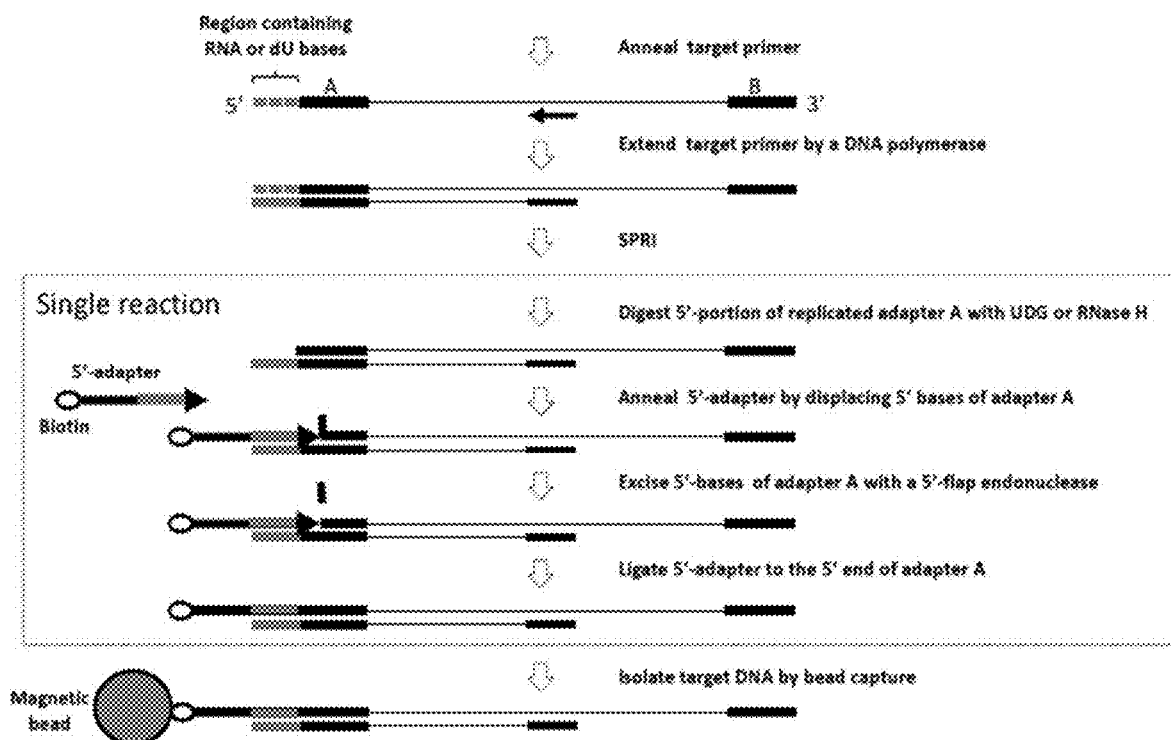 Region containing
RNA or dU bases
Anneal target primer
A
B
5'
3'
Extend target primer by a DNA polymerase
SPRI
Single reaction
Digest 5'-portion of replicated adapter A with UDG or RNase H
5'-adapter
Anneal 5'-adapter by displacing 5' bases of adapter A
Biotin
Excise 5'-bases of adapter A with a 5'-flap endonuclease
Ligate 5'-adapter to the 5' end of adapter A
Isolate target DNA by bead capture
Magnetic
bead